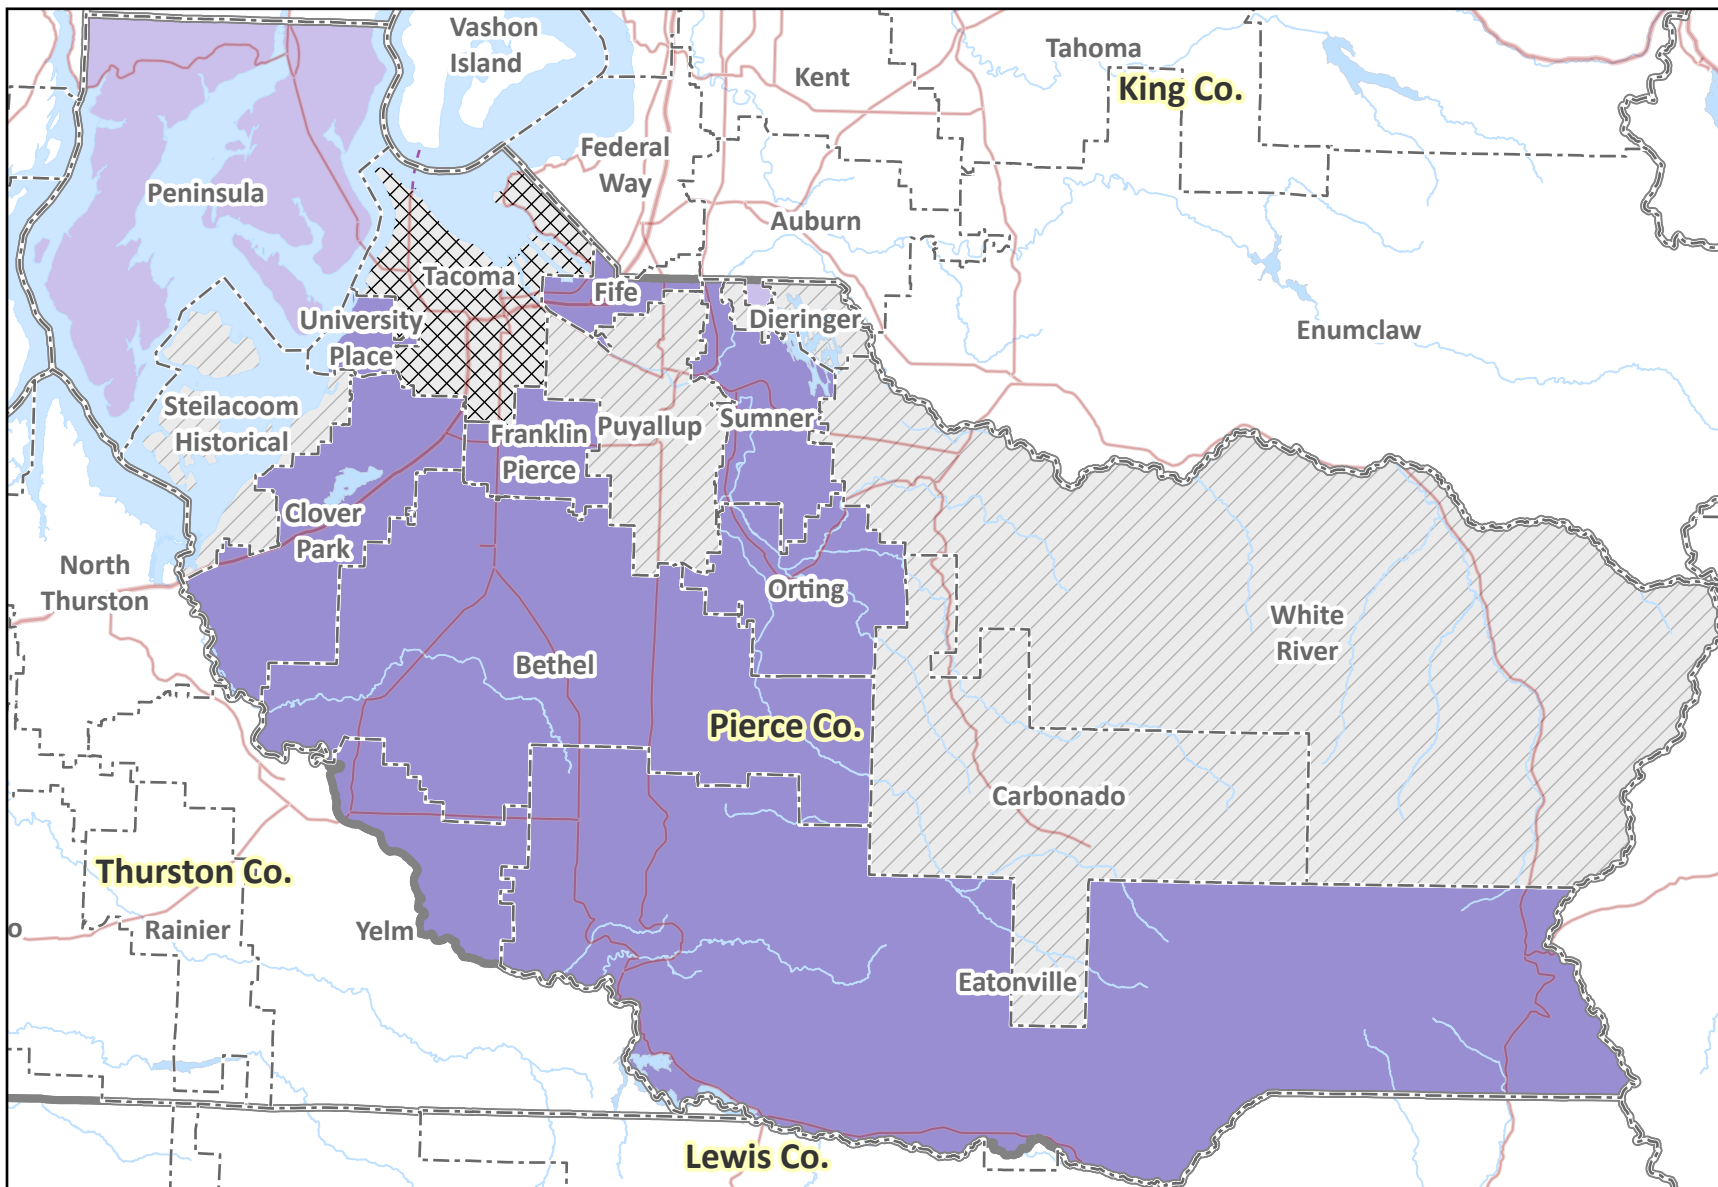 Vashon
Island
Tahoma
Kent
King Co.
Federal
Way
Peninsula
Auburn
Tacoma
Fife
University
Place
Dieringer
Enumclaw
Steilacoom
Historical
Franklin
Pierce
Puyallup
Sumner
Clover
Park
North
Thurston
Orting
White
River
Bethel
Pierce Co.
Carbonado
Thurston Co.
o
Rainier
Yelm
Eatonville
Lewis Co.